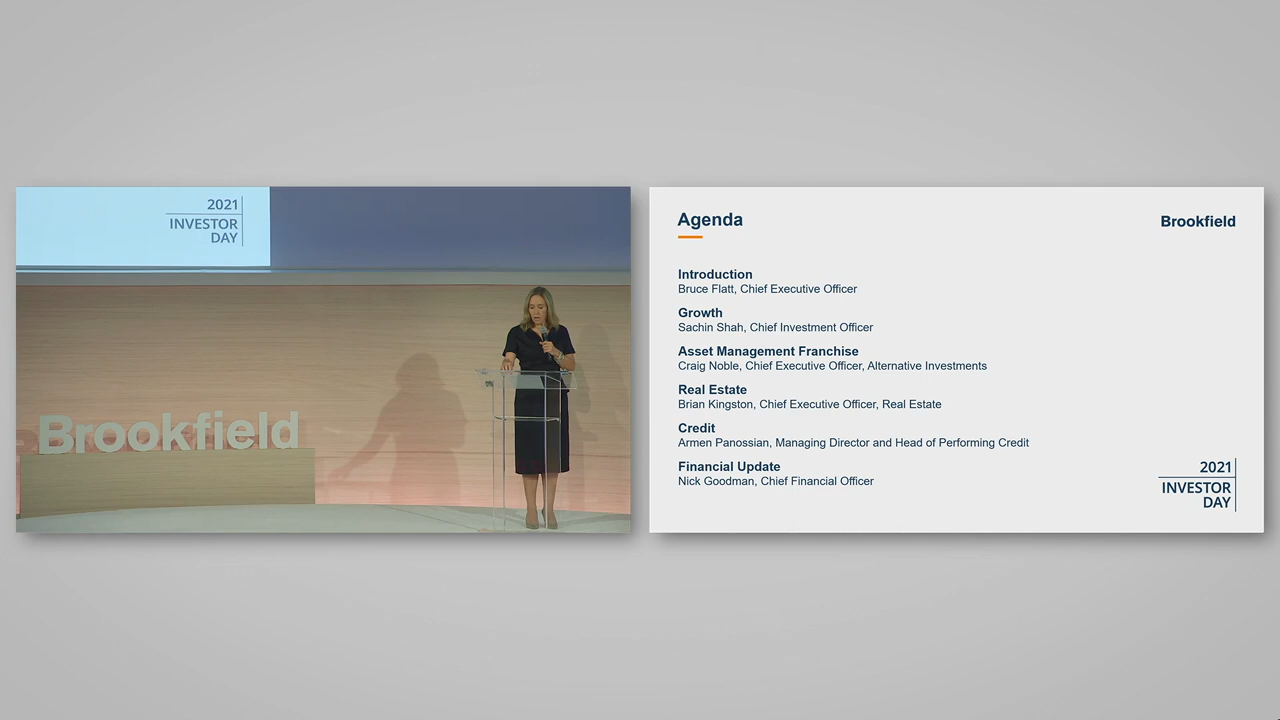 2021
INVESTOR
DAY
Brookfield
Agenda
Brookfield
Introduction
Bruce Flatt, Chief Executive Officer
Growth
Sachin Shah, Chief Investment Officer
Asset Management Franchise
Craig Noble, Chief Executive Officer, Alternative Investments
Real Estate
Brian Kingston, Chief Executive Officer, Real Estate
Credit
Armen Panossian, Managing Director and Head of Performing Credit
Financial Update
Nick Goodman, Chief Financial Officer
2021
INVESTOR
DAY